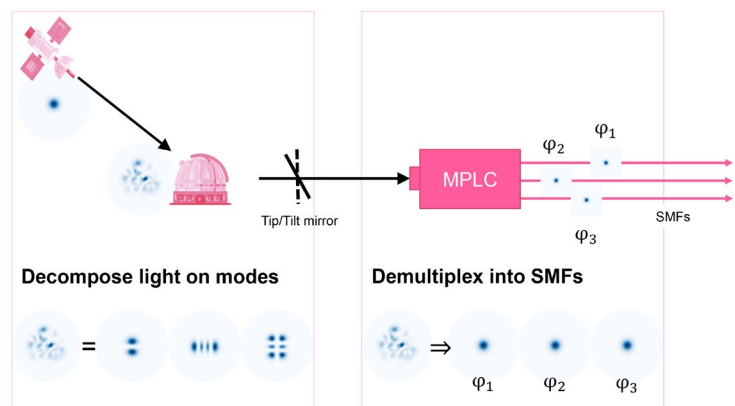 φ₁
φ₂
MPLC
φ₃
Tip/Tilt mirror
SMFs
Decompose light on modes
Demultiplex into SMFs
= ⇒
φ₁ φ₂ φ₃